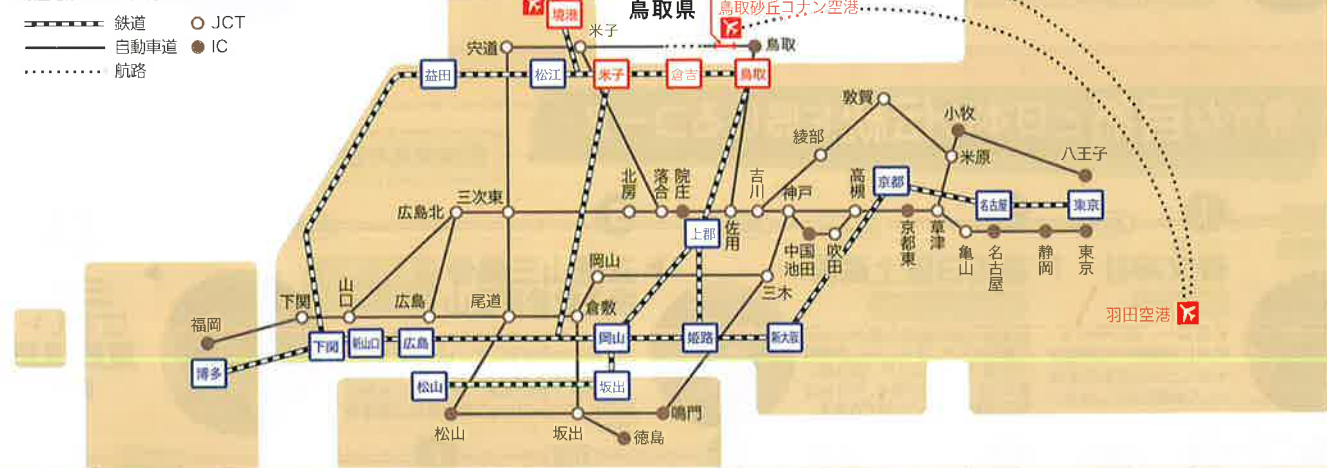 鉄道
JCT
自動車道
IC
航路
境港
鳥取県
鳥取砂丘コナン空港
米子
宍道
鳥取
益田
松江
米子
倉吉
鳥取
敦賀
小牧
綾部
米原
八王子
北房
落合
院庄
吉川
神戸
高槻
京都
名古屋
東京
三次東
広島北
上郡
佐用
中国池田
吹田
京都東
草津
亀山
名古屋
静岡
東京
岡山
三木
山口
下関
広島
尾道
倉敷
福岡
羽田空港
下関
新山口
広島
岡山
姫路
新大阪
博多
松山
坂出
松山
坂出
鳴門
徳島